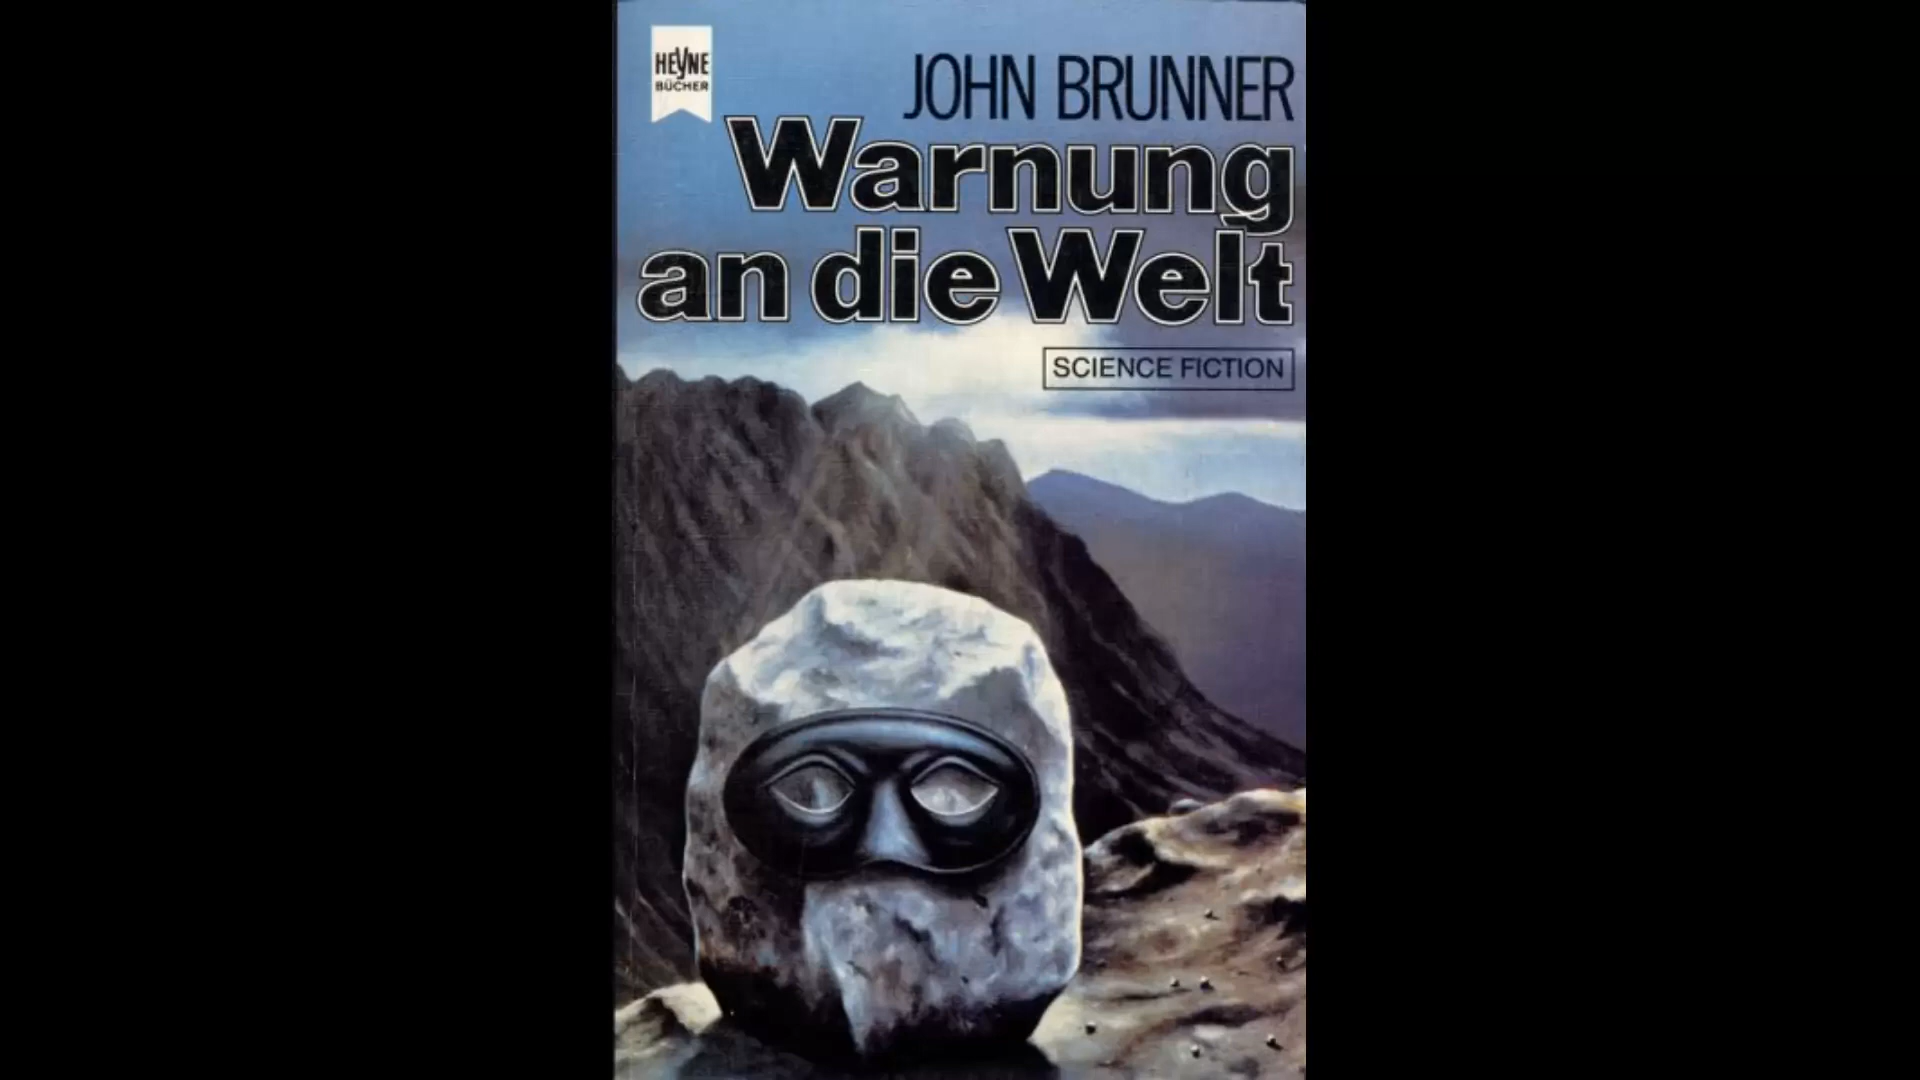 HEYNE
BÜCHER
JOHN BRUNNER
Warnung
an die Welt
SCIENCE FICTION